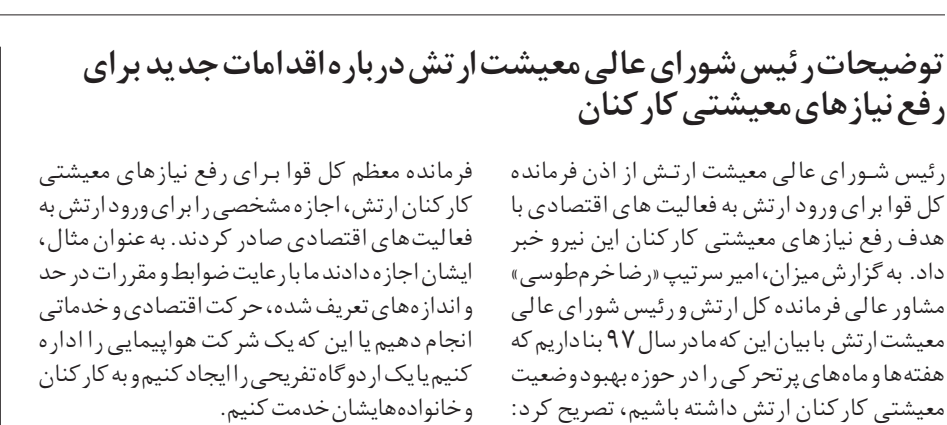 توضیحات رئیس شورای عالی معیشت ارتش درباره اقدامات جدید برای
رفع نیازهای معیشتی کارکنان
رئیس شـورای عالی معیشت ارتـش از اذن فرمانده
کل قوا برای ورود ارتش به فعالیت های اقتصادی با
هدف رفع نیازهای معیشتی کارکنان این نیرو خبر
داد. به گزارش میزان، امیر سرتیپ «رضا خرم‌طوسی»
مشاور عالی فرمانده کل ارتش و رئیس شورای عالی
معیشت ارتش با بیان این که ما در سال ۹۷ بنا داریم که
هفته‌ها و ماه‌های پرتحرکی را در حوزه بهبود وضعیت
معیشتی کارکنان ارتش داشته باشیم، تصریح کرد:
فرمانده معظم کل قوا بـرای رفع نیازهای معیشتی
کارکنان ارتش، اجازه مشخصی را برای ورود ارتش به
فعالیت‌های اقتصادی صادر کردند. به عنوان مثال،
ایشان اجازه دادند ما با رعایت ضوابط و مقررات در حد
و اندازه‌های تعریف شده، حرکت اقتصادی و خدماتی
انجام دهیم یا این که یک شرکت هواپیمایی را اداره
کنیم یا یک اردوگاه تفریحی را ایجاد کنیم و به کارکنان
و خانواده‌هایشان خدمت کنیم.